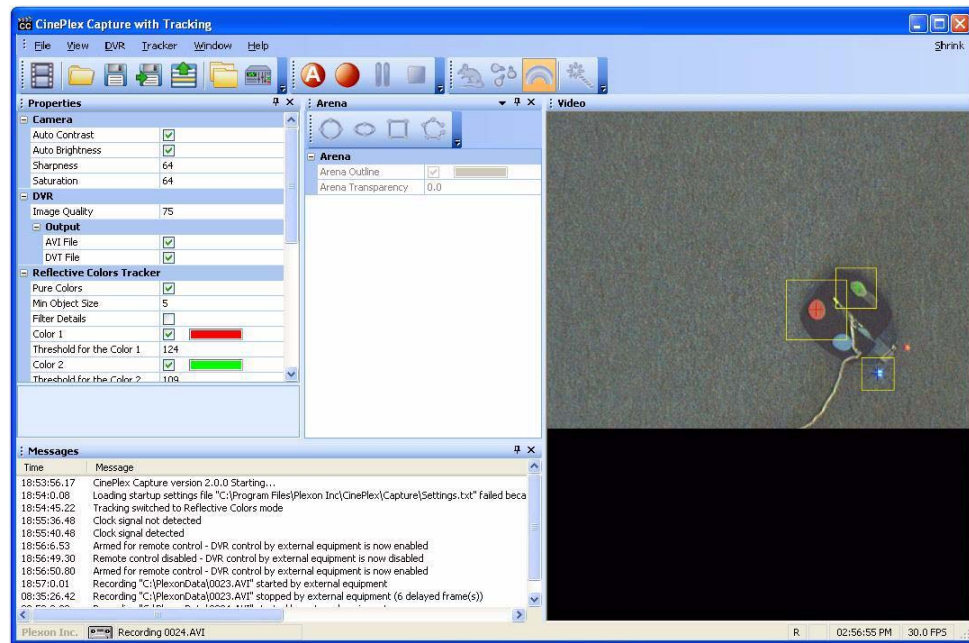 CinePlex Capture with Tracking
File View DVR Tracker Window Help Shrink
Properties
Camera
Auto Contrast
Auto Brightness
Sharpness 64
Saturation 64
DVR
Image Quality 75
Output
AVI File
DVT File
Reflective Colors Tracker
Pure Colors
Min Object Size 5
Filter Details
Color 1
Threshold for the Color 1 124
Color 2
Threshold for the Color 2 109
Arena
Arena
Arena Outline
Arena Transparency 0.0
Video
Messages
Time Message
18:53:56.17 CinePlex Capture version 2.0.0 Starting...
18:54:0.08 Loading startup settings file "C:\Program Files\Plexon Inc\CinePlex\Capture\Settings.txt" failed beca
18:54:45.22 Tracking switched to Reflective Colors mode
18:55:36.48 Clock signal not detected
18:55:40.48 Clock signal detected
18:56:6.53 Armed for remote control - DVR control by external equipment is now enabled
18:56:49.30 Remote control disabled - DVR control by external equipment is now disabled
18:56:50.80 Armed for remote control - DVR control by external equipment is now enabled
18:57:0.01 Recording "C:\PlexonData\0023.AVI" started by external equipment
08:35:26.42 Recording "C:\PlexonData\0023.AVI" stopped by external equipment (6 delayed frame(s))
Plexon Inc. Recording 0024.AVI R 02:56:55 PM 30.0 FPS